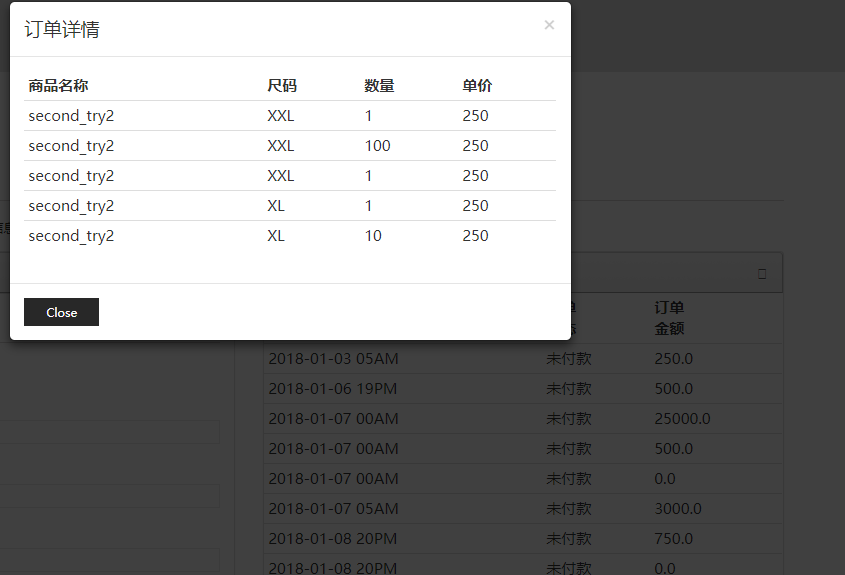 订单详情 ×
商品名称 尺码 数量 单价
second_try2 XXL 1 250
second_try2 XXL 100 250
second_try2 XXL 1 250
second_try2 XL 1 250
second_try2 XL 10 250
Close
订单
金额
2018-01-03 05AM 未付款 250.0
2018-01-06 19PM 未付款 500.0
2018-01-07 00AM 未付款 25000.0
2018-01-07 00AM 未付款 500.0
2018-01-07 00AM 未付款 0.0
2018-01-07 05AM 未付款 3000.0
2018-01-08 20PM 未付款 750.0
2018-01-08 20PM 未付款 0.0